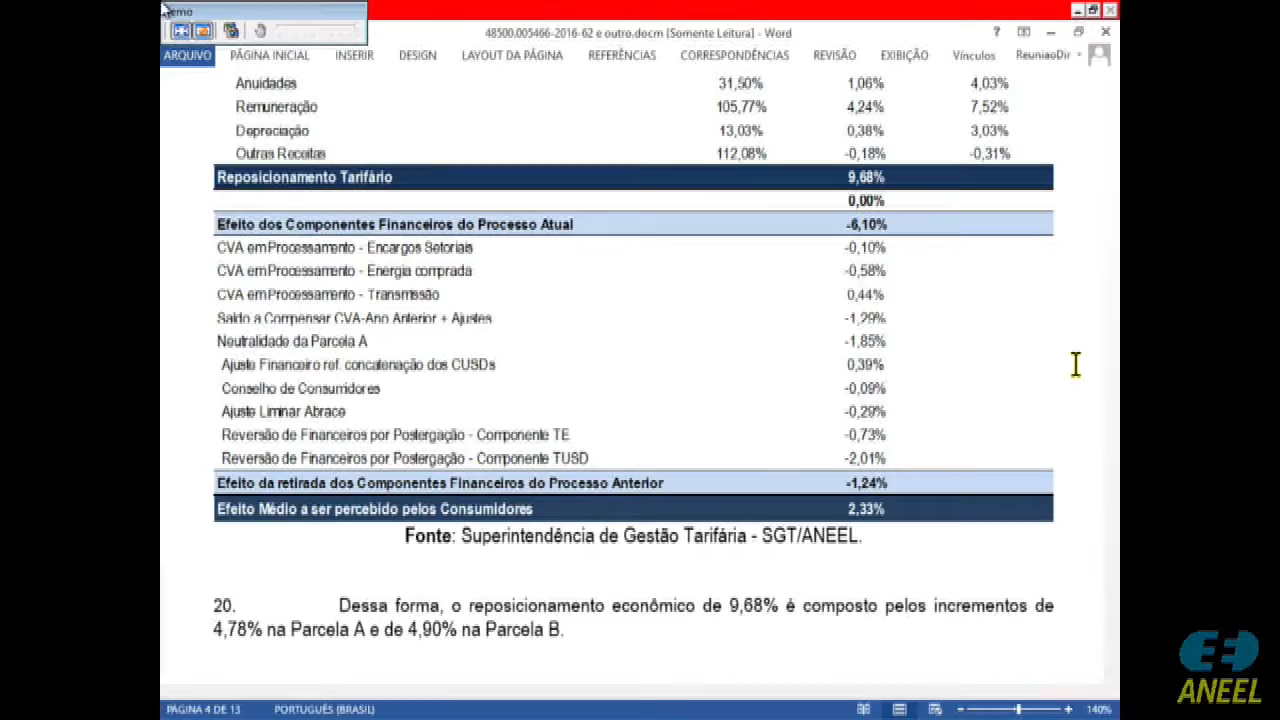 emo
48500.005466-2016-62 e outro.docm [Somente Leitura] - Word
ARQUIVO PÁGINA INICIAL INSERIR DESIGN LAYOUT DA PÁGINA REFERÊNCIAS CORRESPONDÊNCIAS REVISÃO EXIBIÇÃO Vínculos ReuniaoDir
Anuidades 31,50% 1,06% 4,03%
Remuneração 105,77% 4,24% 7,52%
Depreciação 13,03% 0,38% 3,03%
Outras Receitas 112,08% -0,18% -0,31%
Reposicionamento Tarifário 9,68%
0,00%
Efeito dos Componentes Financeiros do Processo Atual -6,10%
CVA em Processamento - Encargos Setoriais -0,10%
CVA em Processamento - Energia comprada -0,58%
CVA em Processamento - Transmissão 0,44%
Saldo a Compensar CVA-Ano Anterior + Ajustes -1,29%
Neutralidade da Parcela A -1,85%
Ajuste Financeiro ref. concatenação dos CUSDs 0,39%
Conselho de Consumidores -0,09%
Ajuste Liminar Abrace -0,29%
Reversão de Financeiros por Postergação - Componente TE -0,73%
Reversão de Financeiros por Postergação - Componente TUSD -2,01%
Efeito da retirada dos Componentes Financeiros do Processo Anterior -1,24%
Efeito Médio a ser percebido pelos Consumidores 2,33%
Fonte: Superintendência de Gestão Tarifária - SGT/ANEEL.
20. Dessa forma, o reposicionamento econômico de 9,68% é composto pelos incrementos de
4,78% na Parcela A e de 4,90% na Parcela B.
ANEEL
PÁGINA 4 DE 13 PORTUGUÊS (BRASIL) 140%